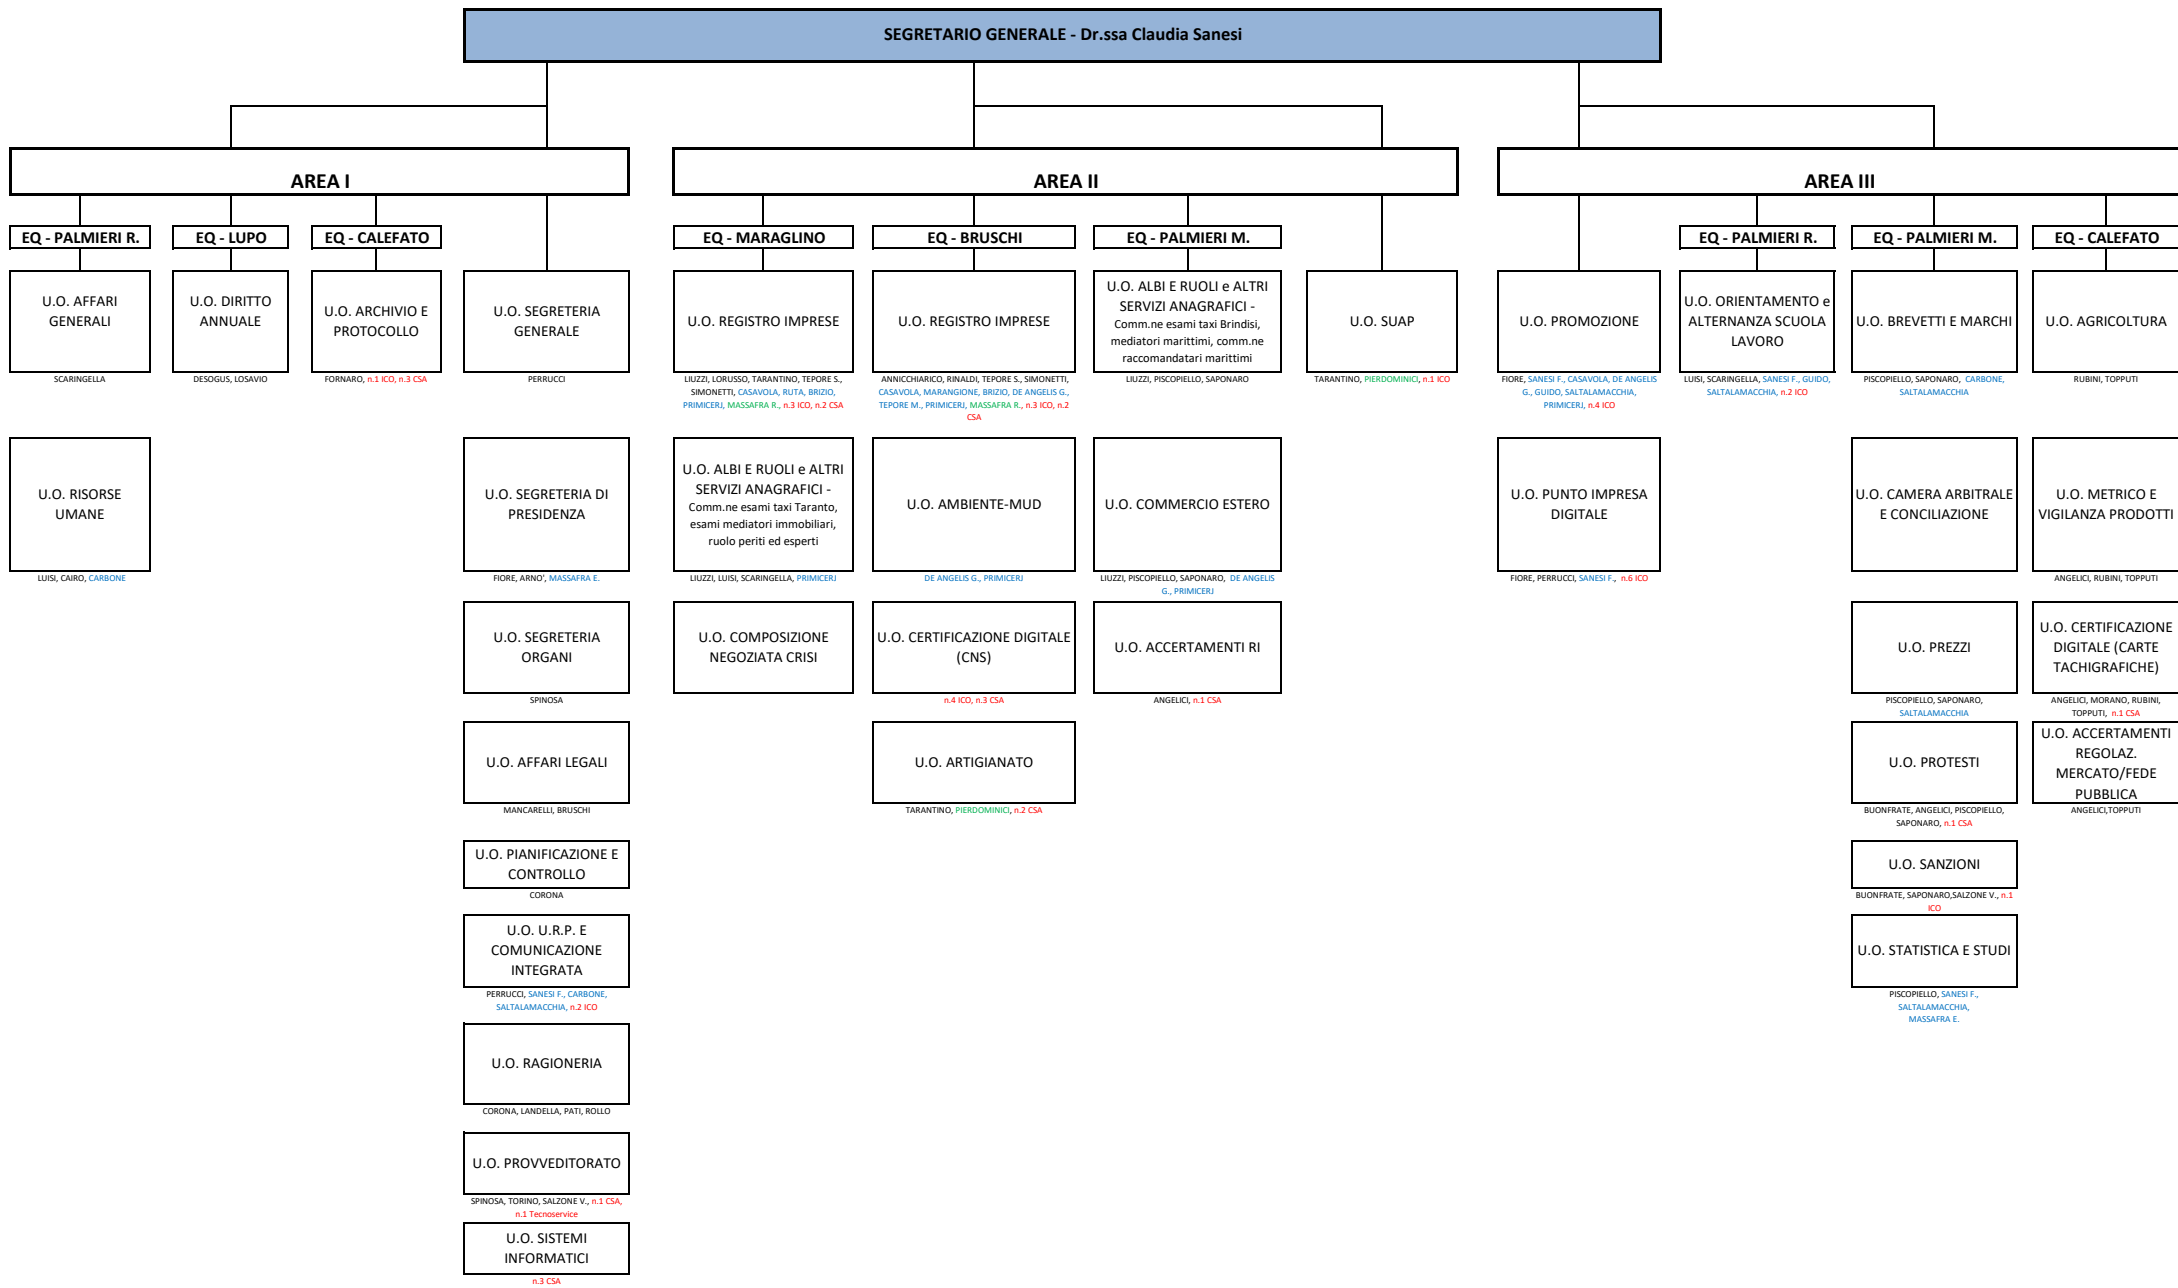 SEGRETARIO GENERALE - Dr.ssa Claudia Sanesi
AREA I
AREA II
AREA III
EQ - PALMIERI R.
EQ - LUPO
EQ - CALEFATO
EQ - MARAGLINO
EQ - BRUSCHI
EQ - PALMIERI M.
EQ - PALMIERI R.
EQ - PALMIERI M.
EQ - CALEFATO
U.O. AFFARI
GENERALI
SCARINGELLA
U.O. DIRITTO
ANNUALE
DESOGUS, LOSAVIO
U.O. ARCHIVIO E
PROTOCOLLO
FORNARO, n.1 ICO, n.3 CSA
U.O. SEGRETERIA
GENERALE
PERRUCCI
U.O. REGISTRO IMPRESE
LIUZZI, LORUSSO, TARANTINO, TEPORE S.,
SIMONETTI, CASAVOLA, RUTA, BRIZIO,
PRIMICERJ, MASSAFRA R., n.3 ICO, n.2 CSA
U.O. REGISTRO IMPRESE
ANNICCHIARICO, RINALDI, TEPORE S., SIMONETTI,
CASAVOLA, MARANGIONE, BRIZIO, DE ANGELIS G.,
TEPORE M., PRIMICERJ, MASSAFRA R., n.3 ICO, n.2
CSA
U.O. ALBI E RUOLI e ALTRI
SERVIZI ANAGRAFICI -
Comm.ne esami taxi Brindisi,
mediatori marittimi, comm.ne
raccomandatari marittimi
LIUZZI, PISCOPIELLO, SAPONARO
U.O. SUAP
TARANTINO, PIERDOMINICI, n.1 ICO
U.O. PROMOZIONE
FIORE, SANESI F., CASAVOLA, DE ANGELIS
G., GUIDO, SALTALAMACCHIA,
PRIMICERJ, n.4 ICO
U.O. ORIENTAMENTO e
ALTERNANZA SCUOLA
LAVORO
LUISI, SCARINGELLA, SANESI F., GUIDO,
SALTALAMACCHIA, n.2 ICO
U.O. BREVETTI E MARCHI
PISCOPIELLO, SAPONARO, CARBONE,
SALTALAMACCHIA
U.O. AGRICOLTURA
RUBINI, TOPPUTI
U.O. RISORSE
UMANE
LUISI, CAIRO, CARBONE
U.O. SEGRETERIA DI
PRESIDENZA
FIORE, ARNO', MASSAFRA E.
U.O. ALBI E RUOLI e ALTRI
SERVIZI ANAGRAFICI -
Comm.ne esami taxi Taranto,
esami mediatori immobiliari,
ruolo periti ed esperti
LIUZZI, LUISI, SCARINGELLA, PRIMICERJ
U.O. AMBIENTE-MUD
DE ANGELIS G., PRIMICERJ
U.O. COMMERCIO ESTERO
LIUZZI, PISCOPIELLO, SAPONARO, DE ANGELIS
G., PRIMICERJ
U.O. PUNTO IMPRESA
DIGITALE
FIORE, PERRUCCI, SANESI F., n.6 ICO
U.O. CAMERA ARBITRALE
E CONCILIAZIONE
U.O. METRICO E
VIGILANZA PRODOTTI
ANGELICI, RUBINI, TOPPUTI
U.O. SEGRETERIA
ORGANI
SPINOSA
U.O. COMPOSIZIONE
NEGOZIATA CRISI
U.O. CERTIFICAZIONE DIGITALE
(CNS)
n.4 ICO, n.3 CSA
U.O. ACCERTAMENTI RI
ANGELICI, n.1 CSA
U.O. PREZZI
PISCOPIELLO, SAPONARO,
SALTALAMACCHIA
U.O. CERTIFICAZIONE
DIGITALE (CARTE
TACHIGRAFICHE)
ANGELICI, MORANO, RUBINI,
TOPPUTI, n.1 CSA
U.O. AFFARI LEGALI
MANCARELLI, BRUSCHI
U.O. ARTIGIANATO
TARANTINO, PIERDOMINICI, n.2 CSA
U.O. PROTESTI
BUONFRATE, ANGELICI, PISCOPIELLO,
SAPONARO, n.1 CSA
U.O. ACCERTAMENTI
REGOLAZ.
MERCATO/FEDE
PUBBLICA
ANGELICI,TOPPUTI
U.O. PIANIFICAZIONE E
CONTROLLO
CORONA
U.O. SANZIONI
BUONFRATE, SAPONARO,SALZONE V., n.1
ICO
U.O. U.R.P. E
COMUNICAZIONE
INTEGRATA
PERRUCCI, SANESI F., CARBONE,
SALTALAMACCHIA, n.2 ICO
U.O. STATISTICA E STUDI
PISCOPIELLO, SANESI F.,
SALTALAMACCHIA,
MASSAFRA E.
U.O. RAGIONERIA
CORONA, LANDELLA, PATI, ROLLO
U.O. PROVVEDITORATO
SPINOSA, TORINO, SALZONE V., n.1 CSA,
n.1 Tecnoservice
U.O. SISTEMI
INFORMATICI
n.3 CSA